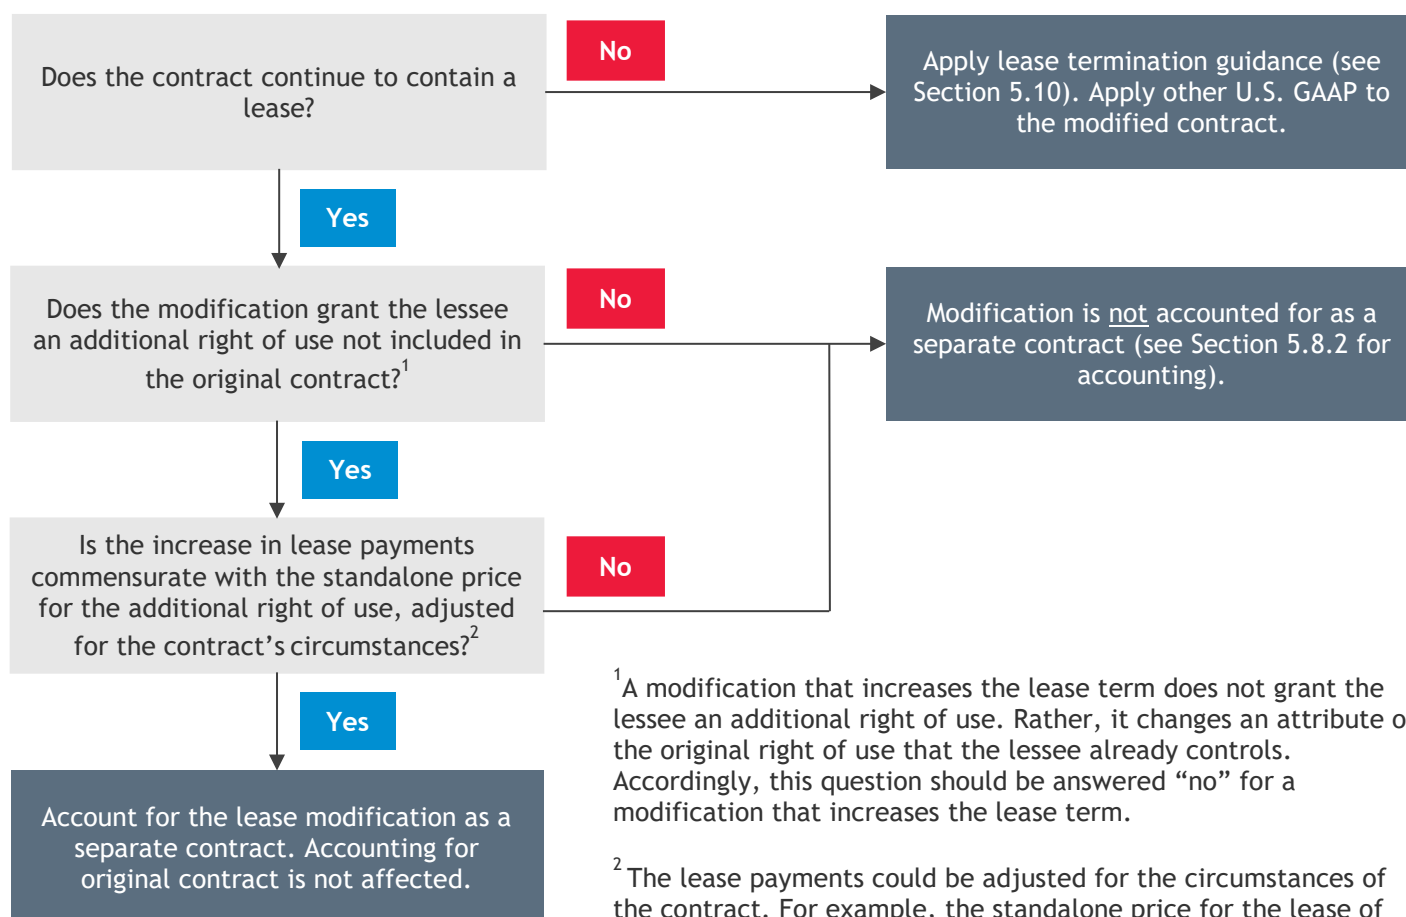 Does the contract continue to contain a
lease?
No
Apply lease termination guidance (see
Section 5.10). Apply other U.S. GAAP to
the modified contract.
Yes
Does the modification grant the lessee
an additional right of use not included in
the original contract?1
No
Modification is not accounted for as a
separate contract (see Section 5.8.2 for
accounting).
Yes
Is the increase in lease payments
commensurate with the standalone price
for the additional right of use, adjusted
for the contract’s circumstances?2
No
Yes
Account for the lease modification as a
separate contract. Accounting for
original contract is not affected.
1A modification that increases the lease term does not grant the
lessee an additional right of use. Rather, it changes an attribute o
the original right of use that the lessee already controls.
Accordingly, this question should be answered “no” for a
modification that increases the lease term.
2 The lease payments could be adjusted for the circumstances of
the contract. For example, the standalone price for the lease of